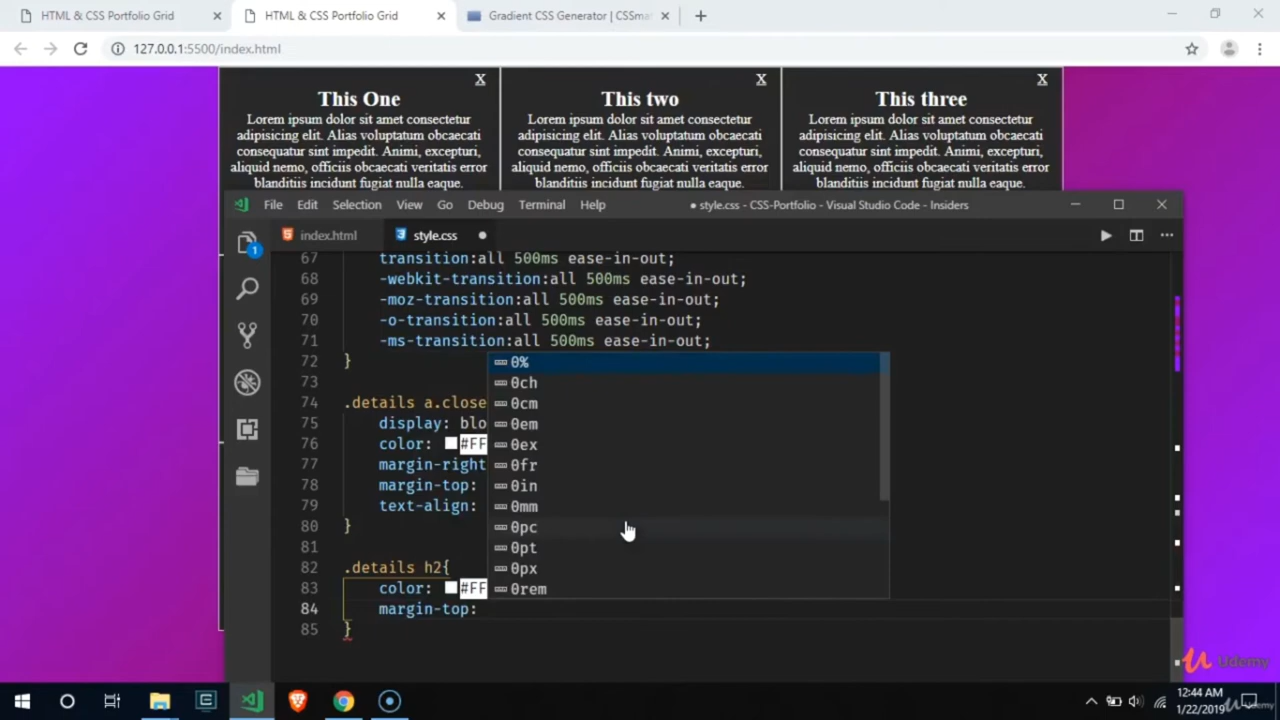 HTML & CSS Portfolio Grid
HTML & CSS Portfolio Grid
Gradient CSS Generator | CSSmat
127.0.0.1:5500/index.html
X
X
X
This One
This two
This three
Lorem ipsum dolor sit amet consectetur
adipisicing elit. Alias voluptatum obcaecati
consequatur sint impedit. Animi, excepturi,
aliquid nemo, officiis obcaecati veritatis error
blanditiis incidunt fugiat nulla eaque.
Lorem ipsum dolor sit amet consectetur
adipisicing elit. Alias voluptatum obcaecati
consequatur sint impedit. Animi, excepturi,
aliquid nemo, officiis obcaecati veritatis error
blanditiis incidunt fugiat nulla eaque.
Lorem ipsum dolor sit amet consectetur
adipisicing elit. Alias voluptatum obcaecati
consequatur sint impedit. Animi, excepturi,
aliquid nemo, officiis obcaecati veritatis error
blanditiis incidunt fugiat nulla eaque.
File Edit Selection View Go Debug Terminal Help
● style.css - CSS-Portfolio - Visual Studio Code - Insiders
index.html
style.css
1
67 transition:all 500ms ease-in-out;
68 -webkit-transition:all 500ms ease-in-out;
69 -moz-transition:all 500ms ease-in-out;
70 -o-transition:all 500ms ease-in-out;
71 -ms-transition:all 500ms ease-in-out;
72 }
73
74 .details a.close
75 display: blo
76 color: #FF
77 margin-right
78 margin-top:
79 text-align:
80 }
81
82 .details h2{
83 color: #FF
84 margin-top:
85 }
0%
0ch
0cm
0em
0ex
0fr
0in
0mm
0pc
0pt
0px
0rem
Udemy
12:44 AM
1/22/2019
Udemy